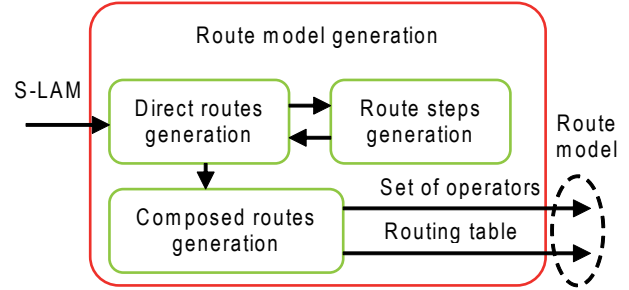 Route model generation
S-LAM
Direct routes
generation
Route steps
generation
Route
model
Composed routes
generation
Set of operators
Routing table